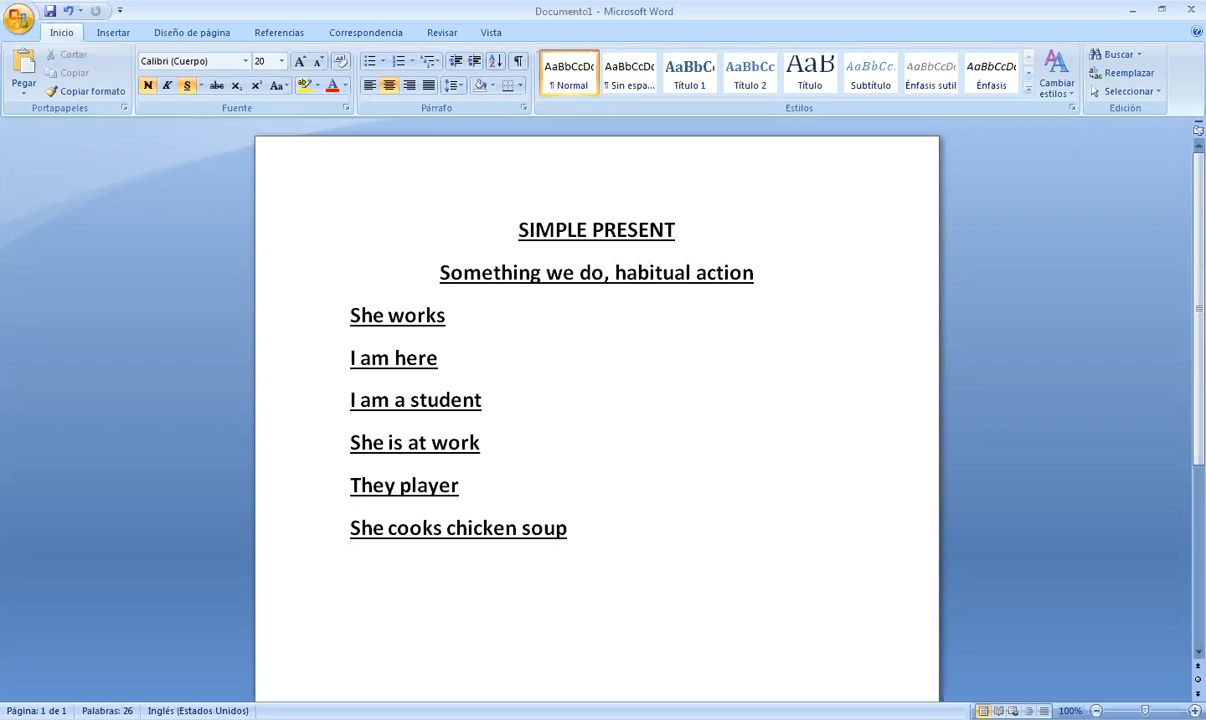 Documento1 - Microsoft Word
Inicio Insertar Diseño de página Referencias Correspondencia Revisar Vista
Pegar
Cortar
Copiar
Copiar formato
Portapapeles
Calibri (Cuerpo) 20
N K S abc x₂ x² Aa
Fuente
Párrafo
AaBbCcDc AaBbCcDc AaBbCc AaBbCc AaB AaBbCc. AaBbCcDc AaBbCcDc
¶ Normal ¶ Sin espa... Título 1 Título 2 Título Subtítulo Énfasis sutil Énfasis
Cambiar estilos
Estilos
Buscar
Reemplazar
Seleccionar
Edición
SIMPLE PRESENT
Something we do, habitual action
She works
I am here
I am a student
She is at work
They player
She cooks chicken soup
Página: 1 de 1 Palabras: 26 Inglés (Estados Unidos) 100%